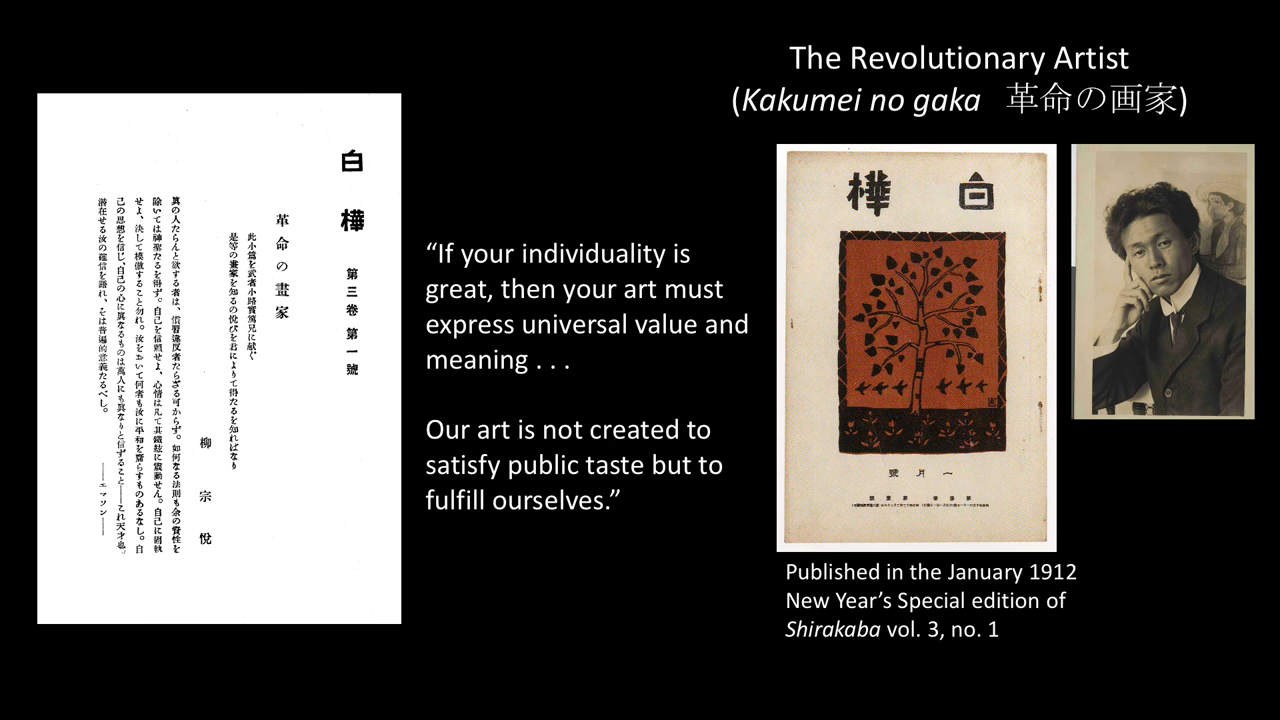 The Revolutionary Artist
(Kakumei no gaka 革命の画家)
白樺 第三卷 第一號
革命の畫家
此小篇を武者小路實篤兄に献ぐ
是等の畫家を知るの悦びを君によりて得たるを知ればなり
柳宗悅
眞の人たらんと欲する者は、習習違反者たらざる可からず。如何なる法則も余の資性を
除いては神聖たるを得ず。自己を信頼せよ、心情は凡て其鐵絃に震動せん。自己に固執
せよ、決して模倣すること勿れ。汝をおいて何者も汝に平和を齎らすものあるなし。自
己の思想を信じ、自己の心に眞なるものは萬人にも眞なりと信ずること――これ天才也。
潜在せる汝の確信を語れ、そは普遍的意義たるべし。
――エマソン――
“If your individuality is
great, then your art must
express universal value and
meaning . . .
Our art is not created to
satisfy public taste but to
fulfill ourselves.”
樺 白
號月一
Published in the January 1912
New Year’s Special edition of
Shirakaba vol. 3, no. 1